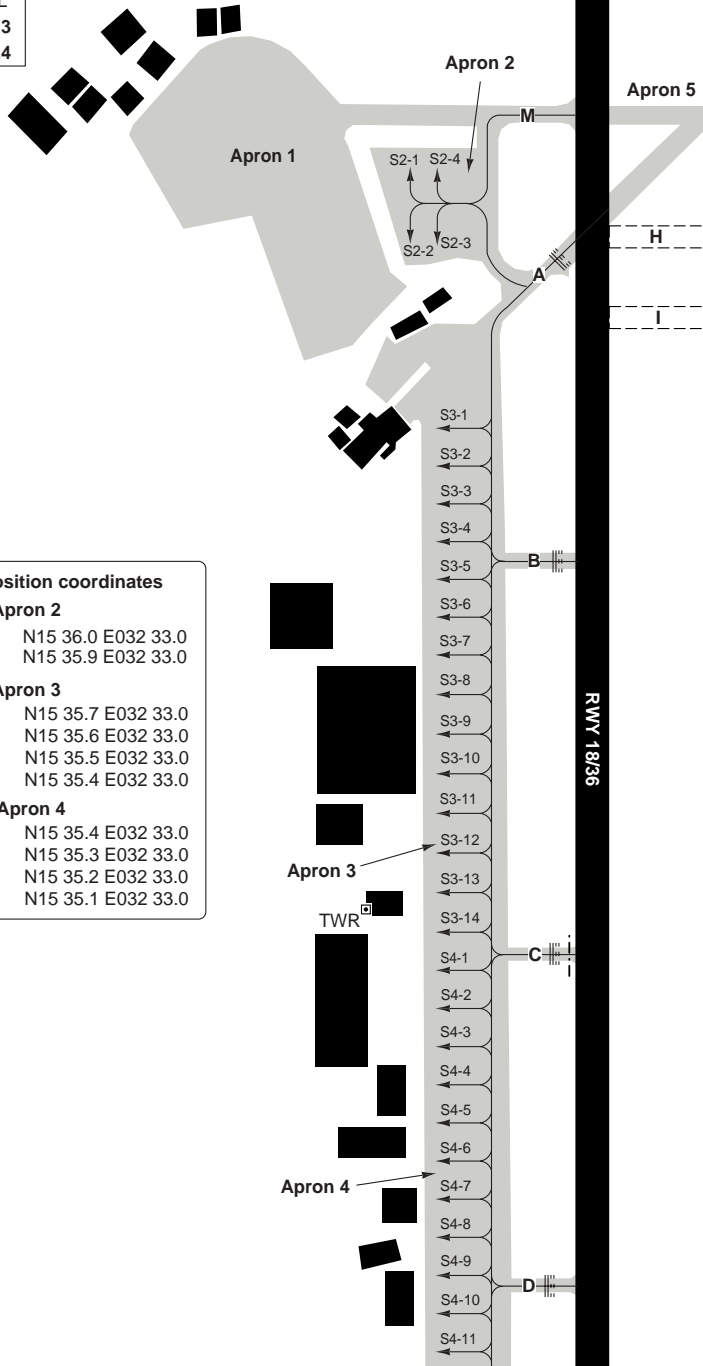 3
4
Apron 2
Apron 5
M
Apron 1
S2-1 S2-4
S2-2 S2-3
H
A
I
S3-1
S3-2
S3-3
S3-4
B
S3-5
S3-6
S3-7
S3-8
S3-9
S3-10
S3-11
S3-12
Apron 3
S3-13
TWR
S3-14
C
S4-1
S4-2
S4-3
S4-4
S4-5
S4-6
Apron 4
S4-7
S4-8
S4-9
D
S4-10
S4-11
RWY 18/36
osition coordinates
Apron 2
N15 36.0 E032 33.0
N15 35.9 E032 33.0
Apron 3
N15 35.7 E032 33.0
N15 35.6 E032 33.0
N15 35.5 E032 33.0
N15 35.4 E032 33.0
Apron 4
N15 35.4 E032 33.0
N15 35.3 E032 33.0
N15 35.2 E032 33.0
N15 35.1 E032 33.0